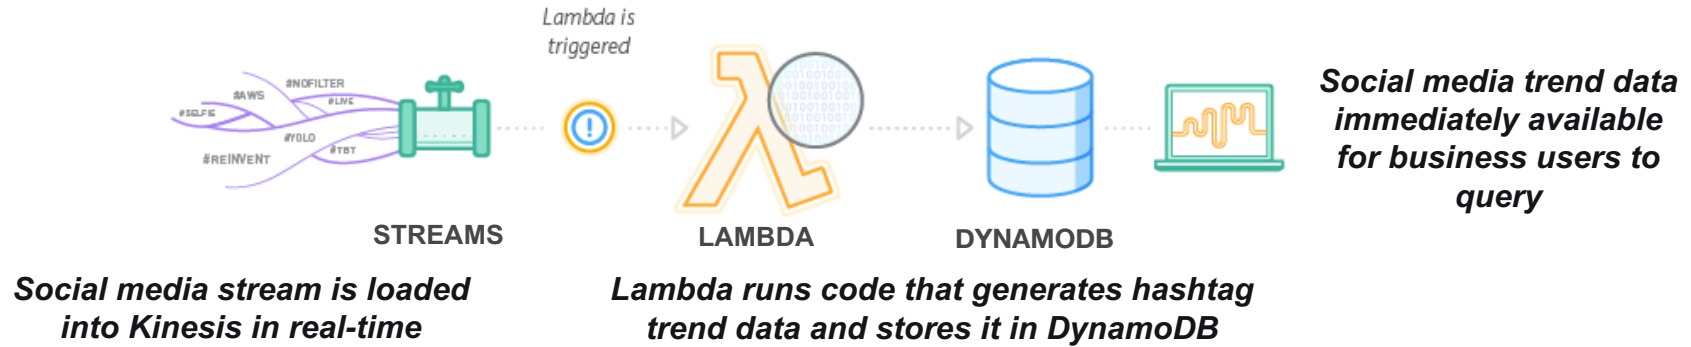 Lambda is
triggered
#NOFILTER
#AWS
#LIVE
#SELFIE
#YOLO
#TBT
#REINVENT
STREAMS
LAMBDA
DYNAMODB
Social media stream is loaded
into Kinesis in real-time
Lambda runs code that generates hashtag
trend data and stores it in DynamoDB
Social media trend data
immediately available
for business users to
query